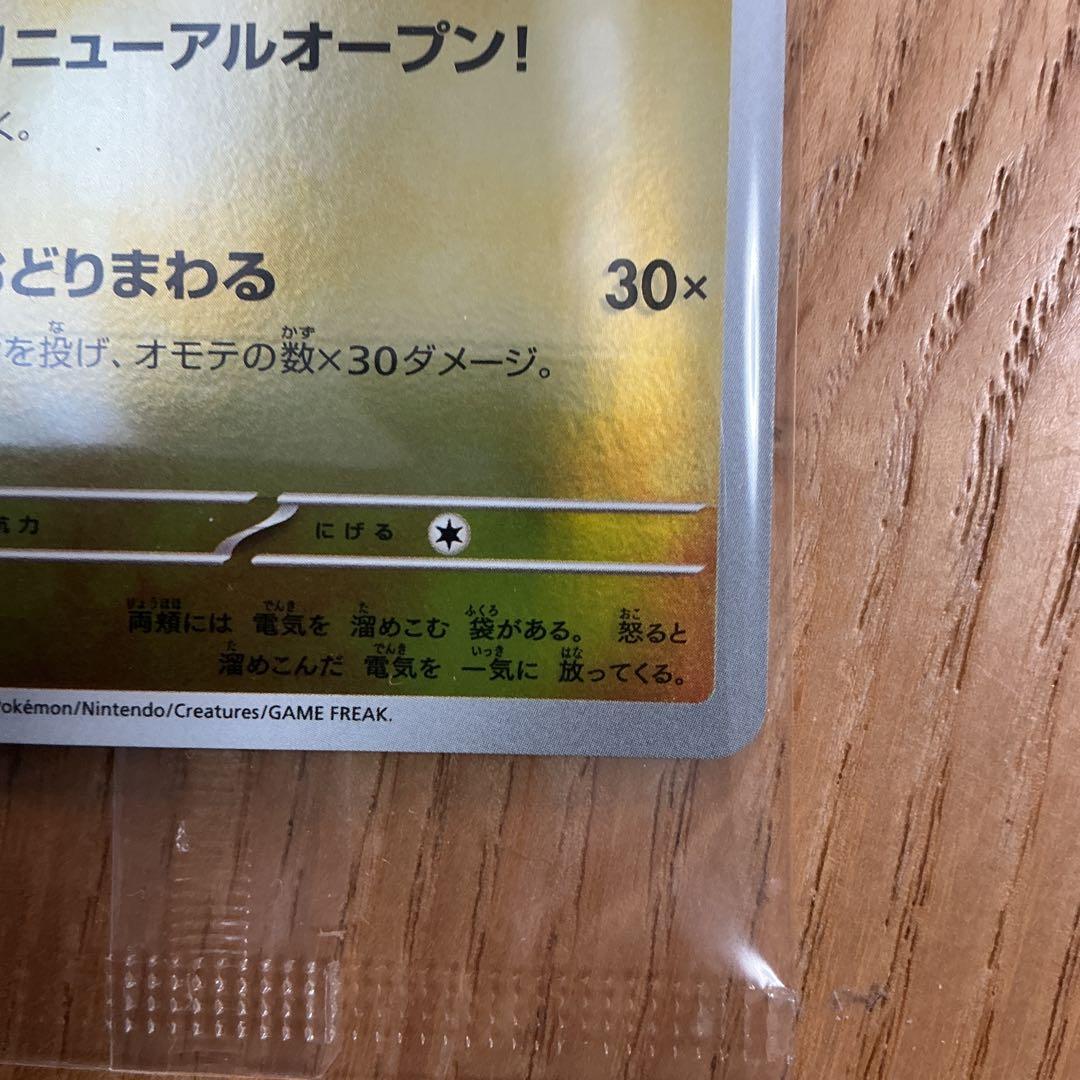 リニューアルオープン!
く。
おどりまわる 30×
を投げ、オモテの数×30ダメージ。
抗力 にげる
両頬には 電気を 溜めこむ 袋がある。 怒ると
溜めこんだ 電気を 一気に 放ってくる。
Pokémon/Nintendo/Creatures/GAME FREAK.